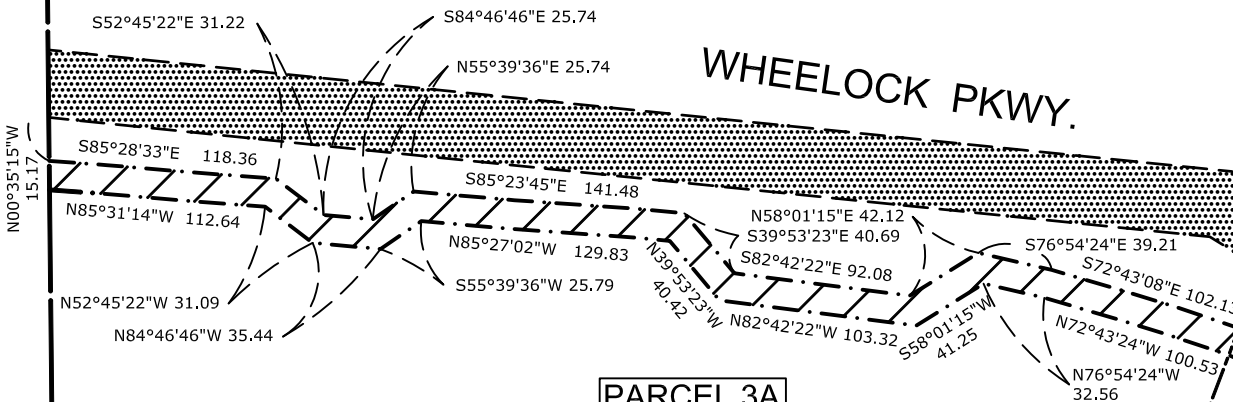 S52°45'22"E 31.22
S84°46'46"E 25.74
N55°39'36"E 25.74
WHEELOCK PKWY.
N00°35'15"W
15.17
S85°28'33"E 118.36
S85°23'45"E 141.48
N85°31'14"W 112.64
N85°27'02"W 129.83
N58°01'15"E 42.12
S39°53'23"E 40.69
S76°54'24"E 39.21
S82°42'22"E 92.08
S72°43'08"E 102.13
N52°45'22"W 31.09
S55°39'36"W 25.79
N39°53'23"W
40.42
N84°46'46"W 35.44
N82°42'22"W 103.32
S58°01'15"W
41.25
N72°43'24"W 100.53
N76°54'24"W
32.56
PARCEL 3A